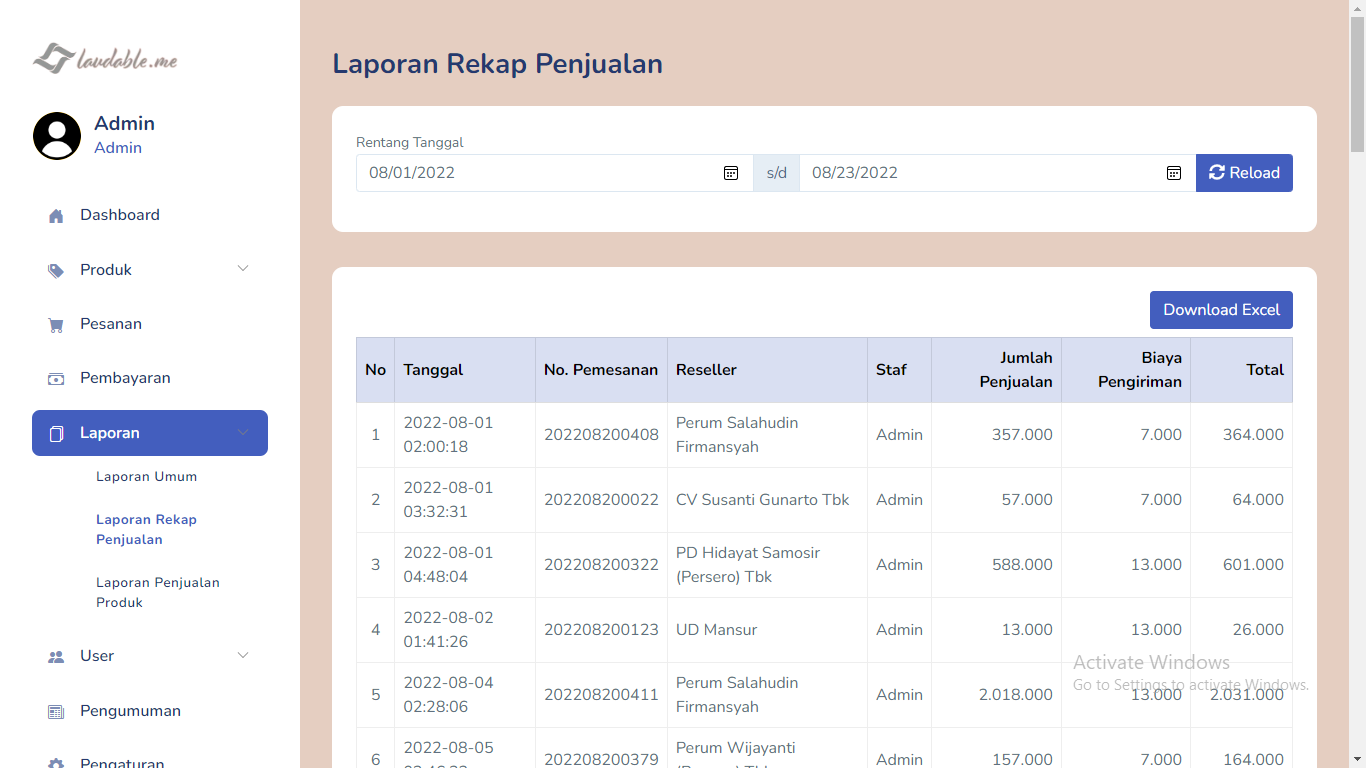 laudable.me
Admin
Admin
Dashboard
Produk
Pesanan
Pembayaran
Laporan
Laporan Umum
Laporan Rekap
Penjualan
Laporan Penjualan
Produk
User
Pengumuman
Pengaturan
Laporan Rekap Penjualan
Rentang Tanggal
08/01/2022 s/d 08/23/2022 Reload
Download Excel
No Tanggal No. Pemesanan Reseller Staf Jumlah Penjualan Biaya Pengiriman Total
1 2022-08-01 02:00:18 202208200408 Perum Salahudin Firmansyah Admin 357.000 7.000 364.000
2 2022-08-01 03:32:31 202208200022 CV Susanti Gunarto Tbk Admin 57.000 7.000 64.000
3 2022-08-01 04:48:04 202208200322 PD Hidayat Samosir (Persero) Tbk Admin 588.000 13.000 601.000
4 2022-08-02 01:41:26 202208200123 UD Mansur Admin 13.000 13.000 26.000
5 2022-08-04 02:28:06 202208200411 Perum Salahudin Firmansyah Admin 2.018.000 13.000 2.031.000
6 2022-08-05 202208200379 Perum Wijayanti Admin 157.000 7.000 164.000
Activate Windows
Go to Settings to activate Windows.